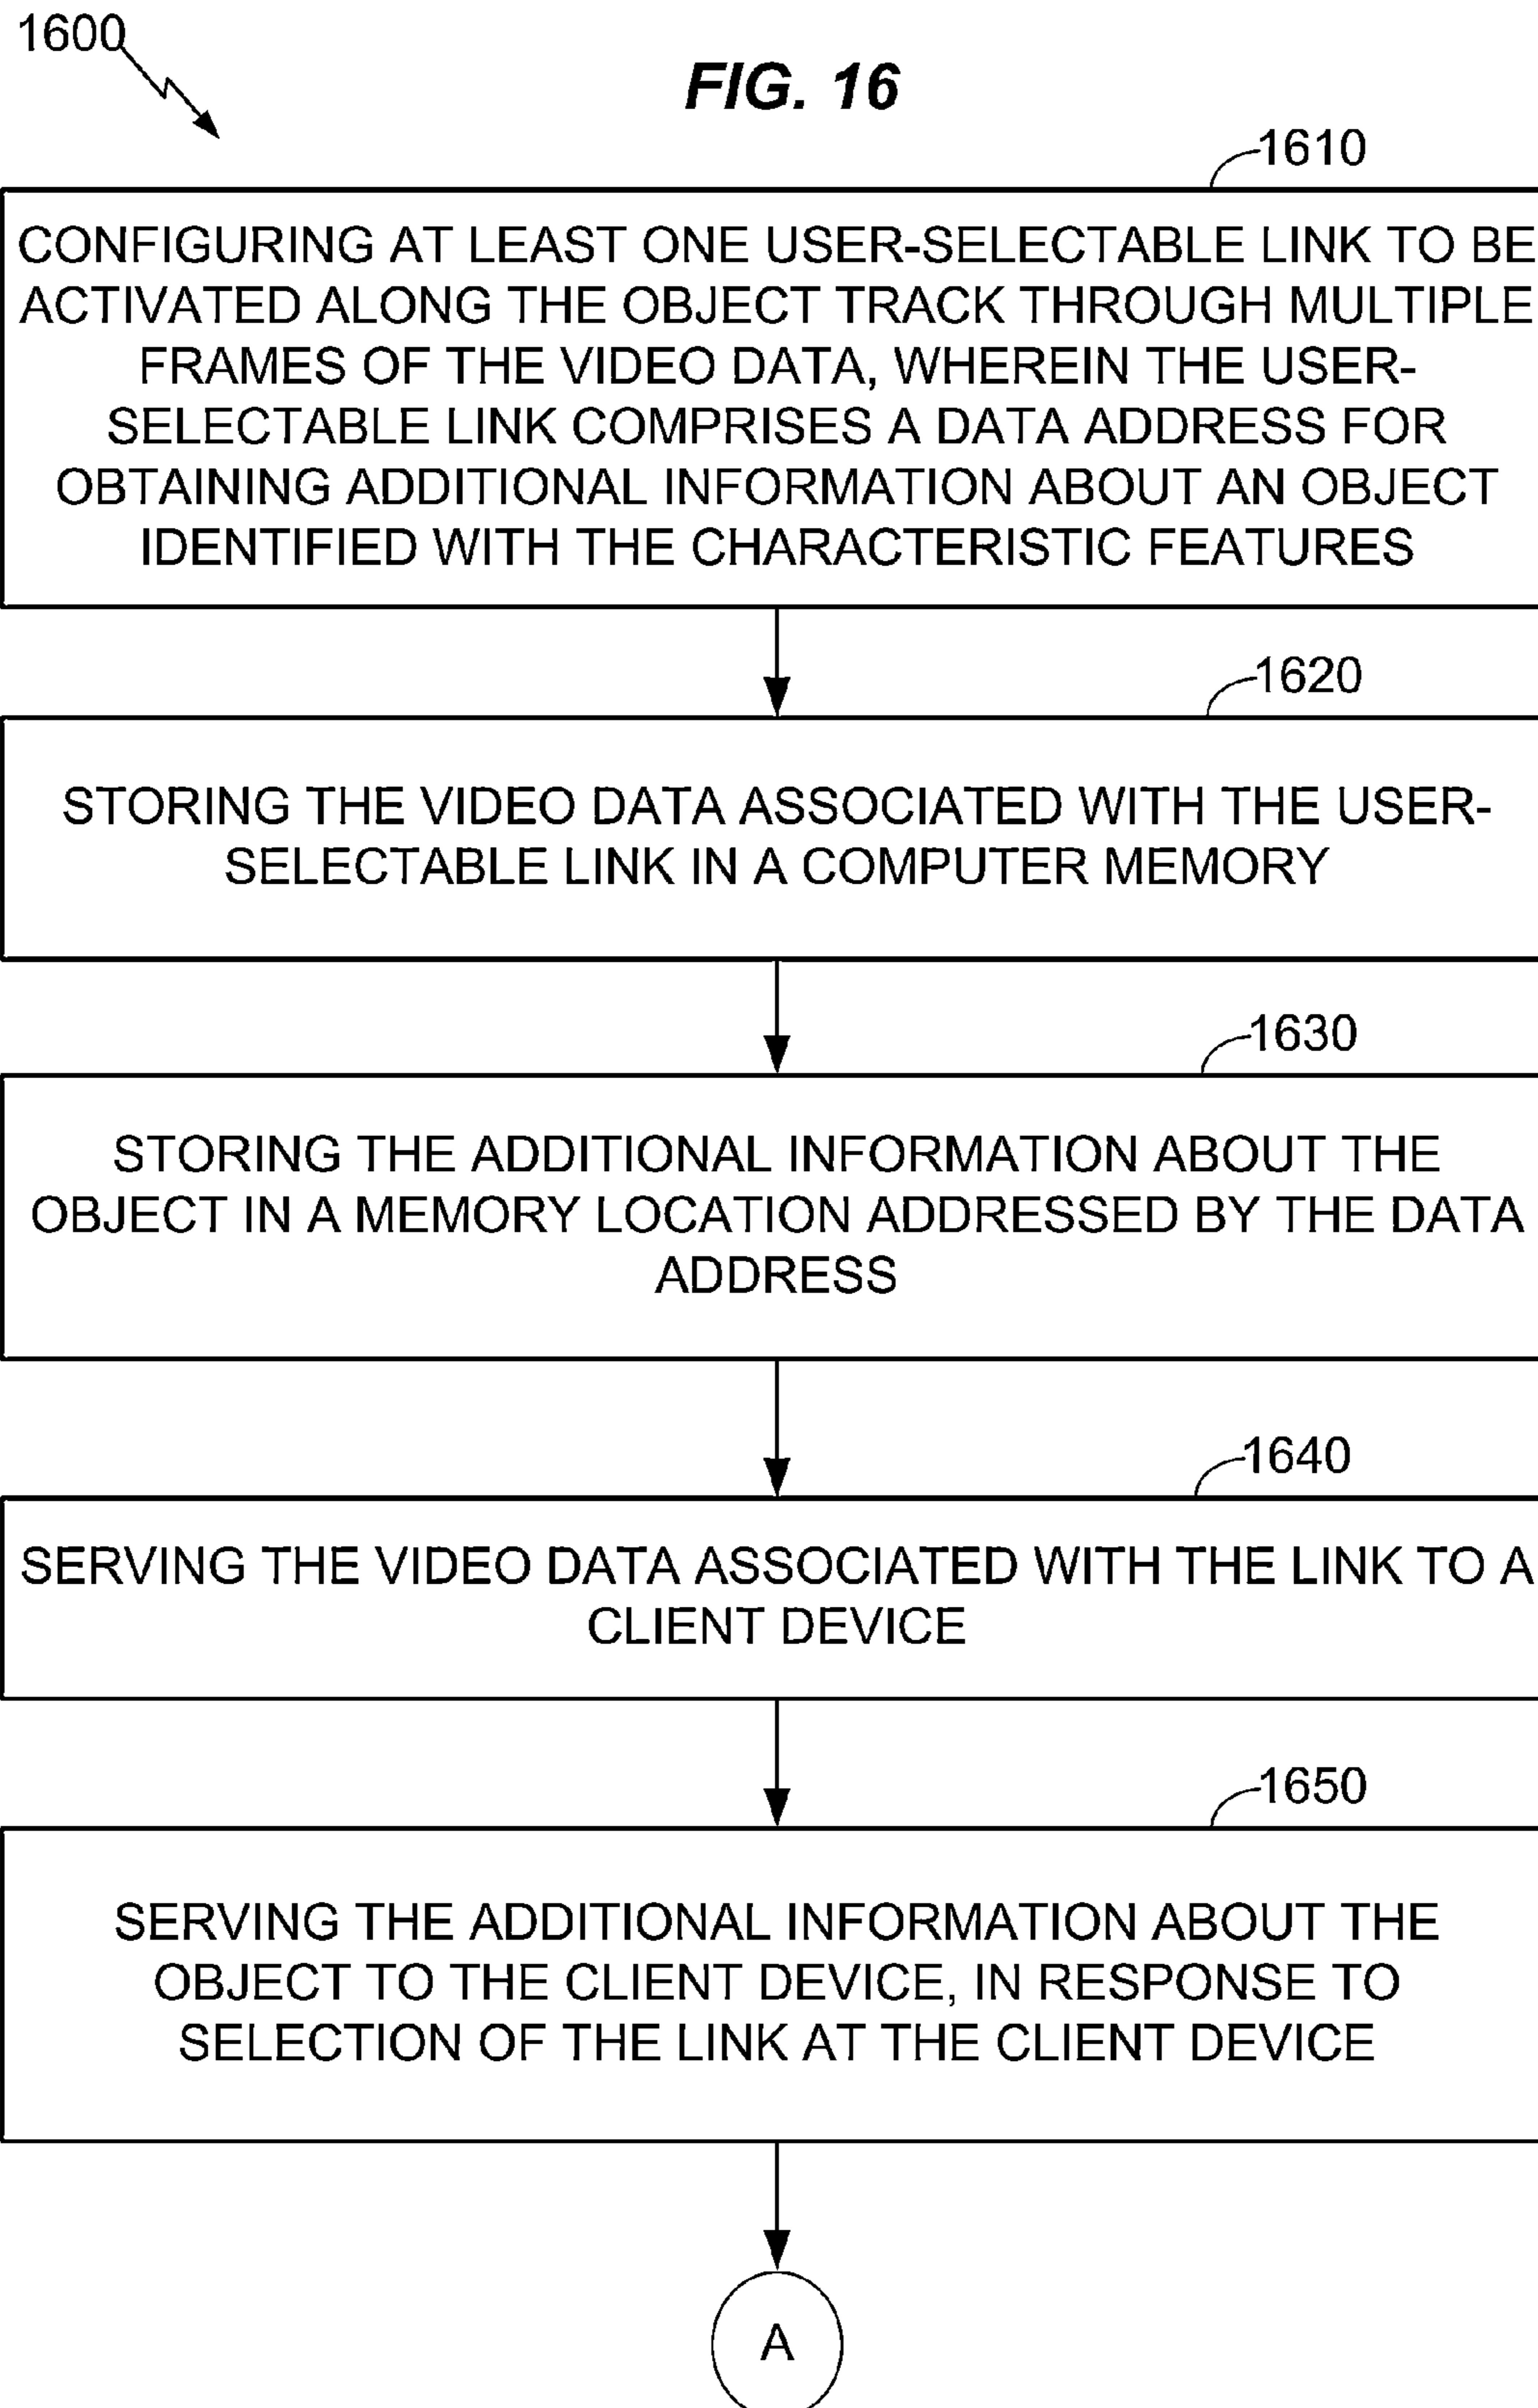 1600
FIG. 16
1610
CONFIGURING AT LEAST ONE USER-SELECTABLE LINK TO BE
ACTIVATED ALONG THE OBJECT TRACK THROUGH MULTIPLE
FRAMES OF THE VIDEO DATA, WHEREIN THE USER-
SELECTABLE LINK COMPRISES A DATA ADDRESS FOR
OBTAINING ADDITIONAL INFORMATION ABOUT AN OBJECT
IDENTIFIED WITH THE CHARACTERISTIC FEATURES
1620
STORING THE VIDEO DATA ASSOCIATED WITH THE USER-
SELECTABLE LINK IN A COMPUTER MEMORY
1630
STORING THE ADDITIONAL INFORMATION ABOUT THE
OBJECT IN A MEMORY LOCATION ADDRESSED BY THE DATA
ADDRESS
1640
SERVING THE VIDEO DATA ASSOCIATED WITH THE LINK TO A
CLIENT DEVICE
1650
SERVING THE ADDITIONAL INFORMATION ABOUT THE
OBJECT TO THE CLIENT DEVICE, IN RESPONSE TO
SELECTION OF THE LINK AT THE CLIENT DEVICE
A